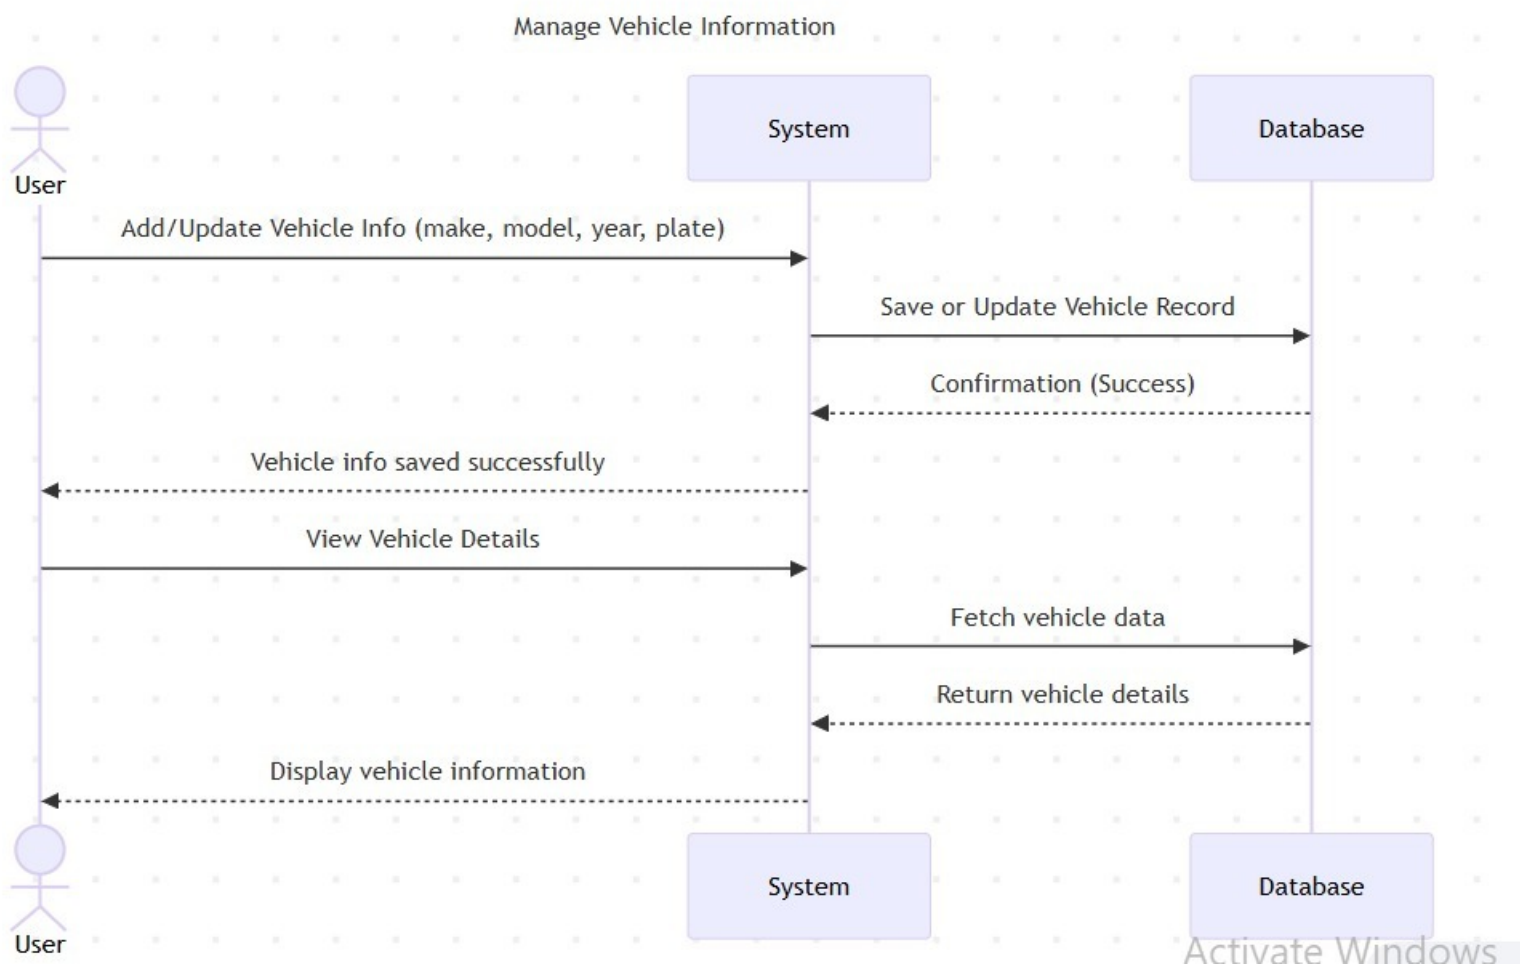 Manage Vehicle Information
User
System
Database
Add/Update Vehicle Info (make, model, year, plate)
Save or Update Vehicle Record
Confirmation (Success)
Vehicle info saved successfully
View Vehicle Details
Fetch vehicle data
Return vehicle details
Display vehicle information
User
System
Database
Activate Windows